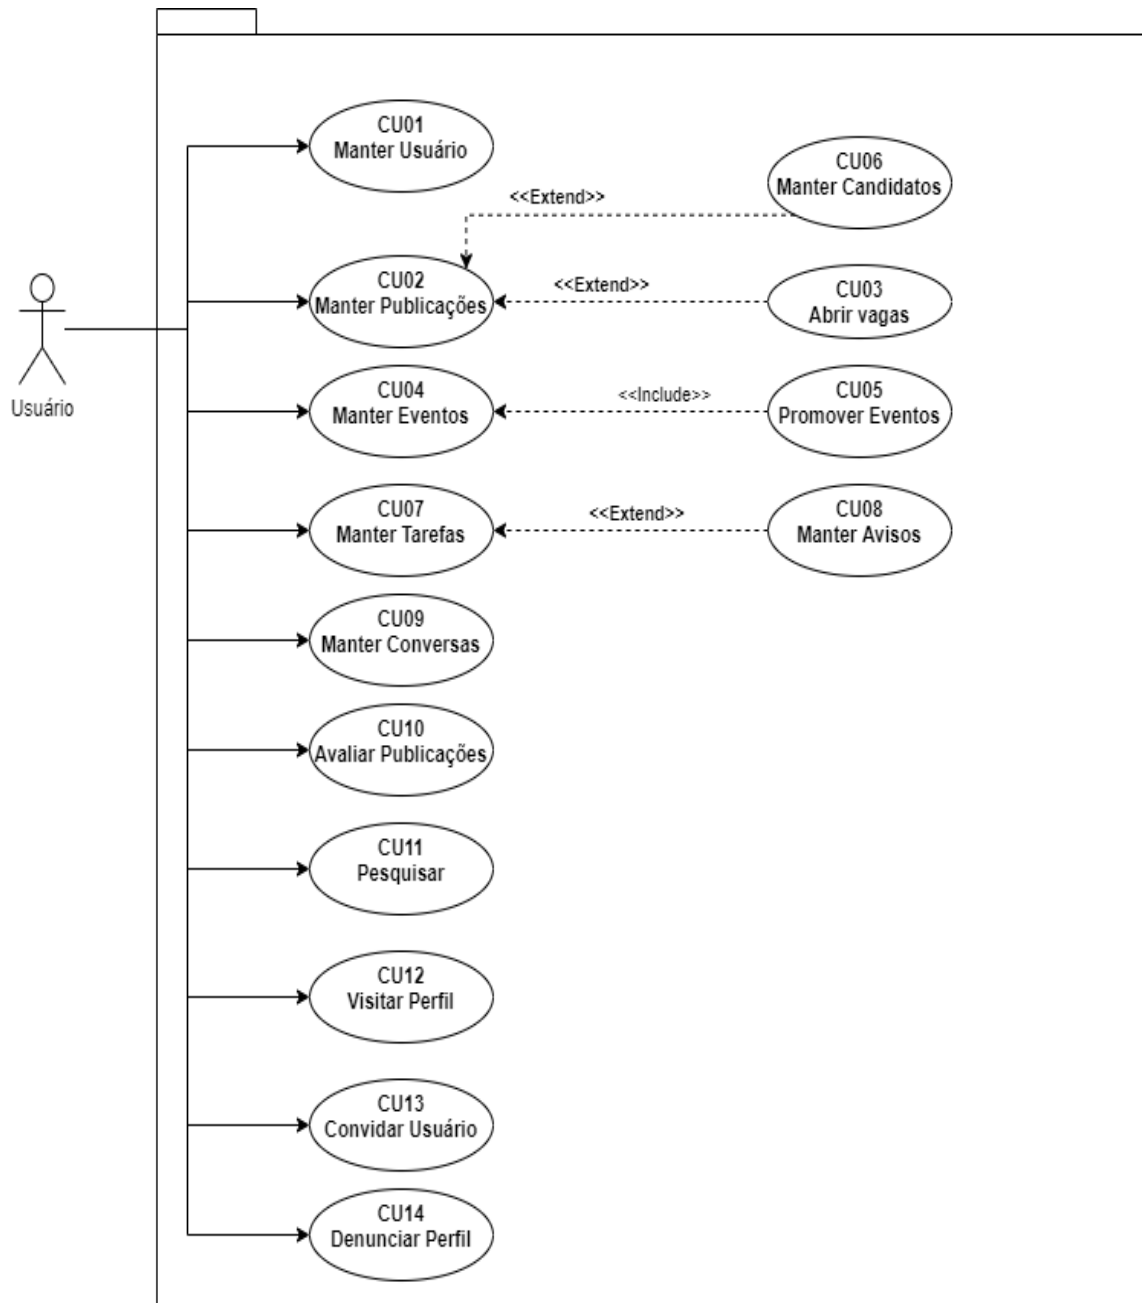 CU01
Manter Usuário
CU06
Manter Candidatos
<<Extend>>
CU02
Manter Publicações
<<Extend>>
CU03
Abrir vagas
Usuário
CU04
Manter Eventos
<<Include>>
CU05
Promover Eventos
CU07
Manter Tarefas
<<Extend>>
CU08
Manter Avisos
CU09
Manter Conversas
CU10
Avaliar Publicações
CU11
Pesquisar
CU12
Visitar Perfil
CU13
Convidar Usuário
CU14
Denunciar Perfil